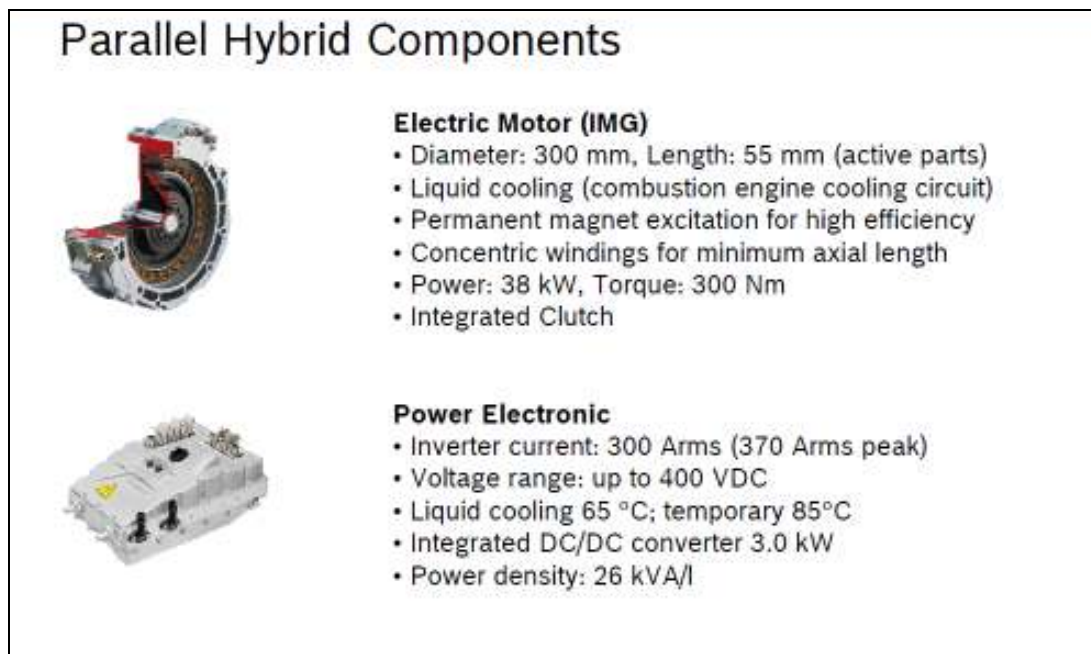 Parallel Hybrid Components
Electric Motor (IMG)
• Diameter: 300 mm, Length: 55 mm (active parts)
• Liquid cooling (combustion engine cooling circuit)
• Permanent magnet excitation for high efficiency
• Concentric windings for minimum axial length
• Power: 38 kW, Torque: 300 Nm
• Integrated Clutch
Power Electronic
• Inverter current: 300 Arms (370 Arms peak)
• Voltage range: up to 400 VDC
• Liquid cooling 65 °C; temporary 85°C
• Integrated DC/DC converter 3.0 kW
• Power density: 26 kVA/l